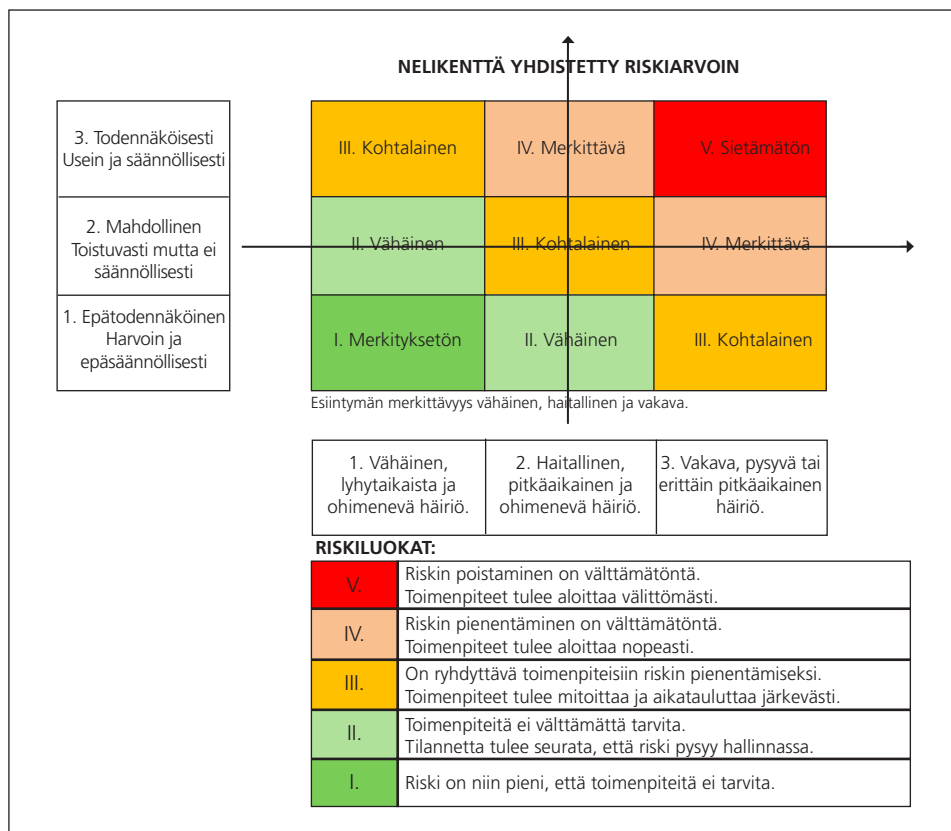 NELIKENTTÄ YHDISTETTY RISKIARVOIN
3. Todennäköisesti
Usein ja säännöllisesti
III. Kohtalainen
IV. Merkittävä
V. Sietämätön
2. Mahdollinen
Toistuvasti mutta ei
säännöllisesti
II. Vähäinen
III. Kohtalainen
IV. Merkittävä
1. Epätodennäköinen
Harvoin ja
epäsäännöllisesti
I. Merkityksetön
II. Vähäinen
III. Kohtalainen
Esiintymän merkittävyys vähäinen, haitallinen ja vakava.
1. Vähäinen,
lyhytaikaista ja
ohimenevä häiriö.
2. Haitallinen,
pitkäaikainen ja
ohimenevä häiriö.
3. Vakava, pysyvä tai
erittäin pitkäaikainen
häiriö.
RISKILUOKAT:
V.
Riskin poistaminen on välttämätöntä.
Toimenpiteet tulee aloittaa välittömästi.
IV.
Riskin pienentäminen on välttämätöntä.
Toimenpiteet tulee aloittaa nopeasti.
III.
On ryhdyttävä toimenpiteisiin riskin pienentämiseksi.
Toimenpiteet tulee mitoittaa ja aikatauluttaa järkevästi.
II.
Toimenpiteitä ei välttämättä tarvita.
Tilannetta tulee seurata, että riski pysyy hallinnassa.
I.
Riski on niin pieni, että toimenpiteitä ei tarvita.